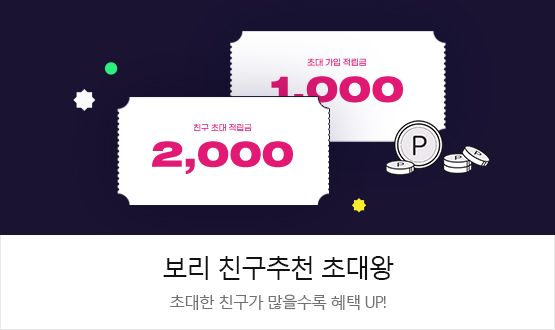 초대 가입 적립금
1,000
친구 초대 적립금
2,000
P
P
P
P
보리 친구추천 초대왕
초대한 친구가 많을수록 혜택 UP!